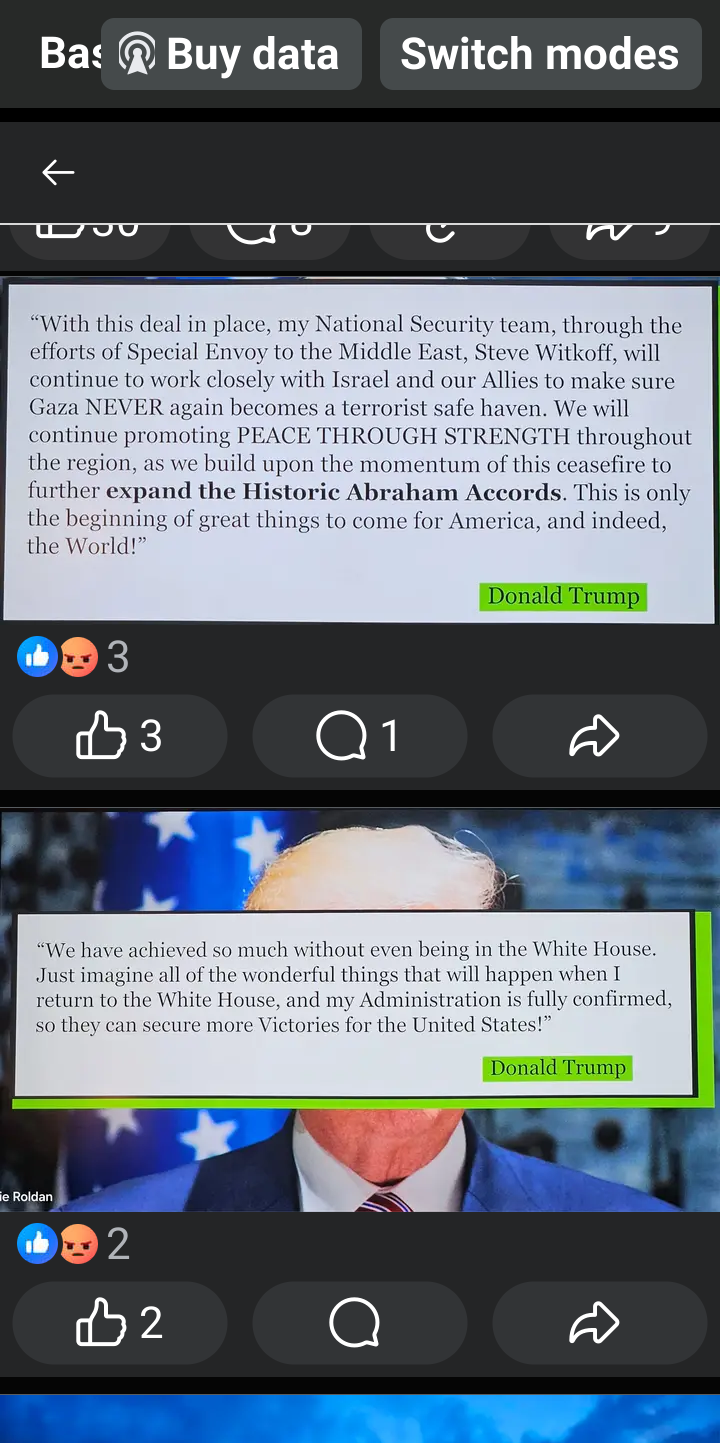 Bas
Buy data
Switch modes
“With this deal in place, my National Security team, through the
efforts of Special Envoy to the Middle East, Steve Witkoff, will
continue to work closely with Israel and our Allies to make sure
Gaza NEVER again becomes a terrorist safe haven. We will
continue promoting PEACE THROUGH STRENGTH throughout
the region, as we build upon the momentum of this ceasefire to
further expand the Historic Abraham Accords. This is only
the beginning of great things to come for America, and indeed,
the World!”
Donald Trump
3
3
1
“We have achieved so much without even being in the White House.
Just imagine all of the wonderful things that will happen when I
return to the White House, and my Administration is fully confirmed,
so they can secure more Victories for the United States!”
Donald Trump
ie Roldan
2
2